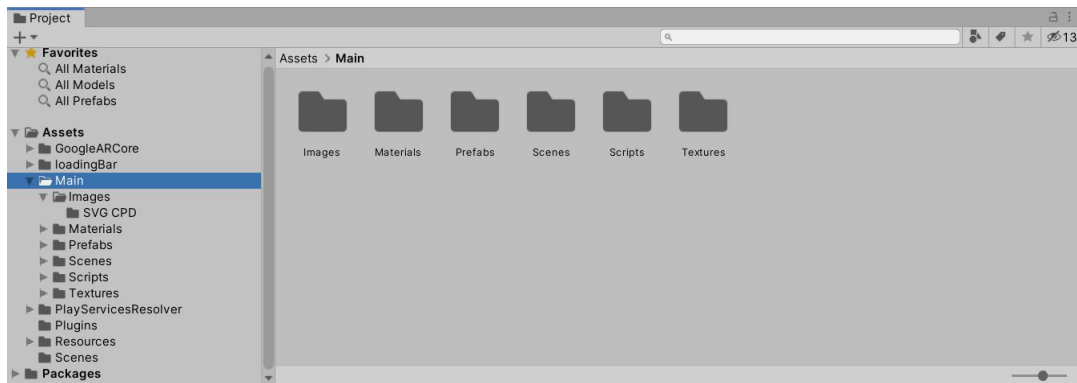 Project
13
Favorites
All Materials
All Models
All Prefabs
Assets
GoogleARCore
loadingBar
Main
Images
SVG CPD
Materials
Prefabs
Scenes
Scripts
Textures
PlayServicesResolver
Plugins
Resources
Scenes
Packages
Assets > Main
Images Materials Prefabs Scenes Scripts Textures